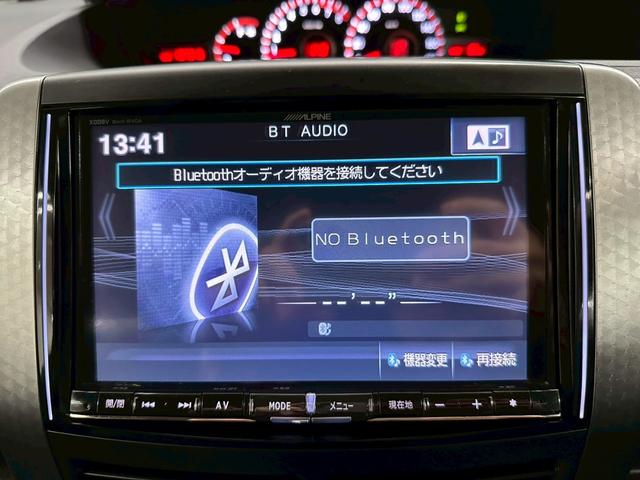 X008V
ALPINE
BT AUDIO
13:41
Bluetoothオーディオ機器を接続してください
NO Bluetooth
--'--"
機器変更 再接続
開/閉 AV MODE メニュー 現在地 − + *